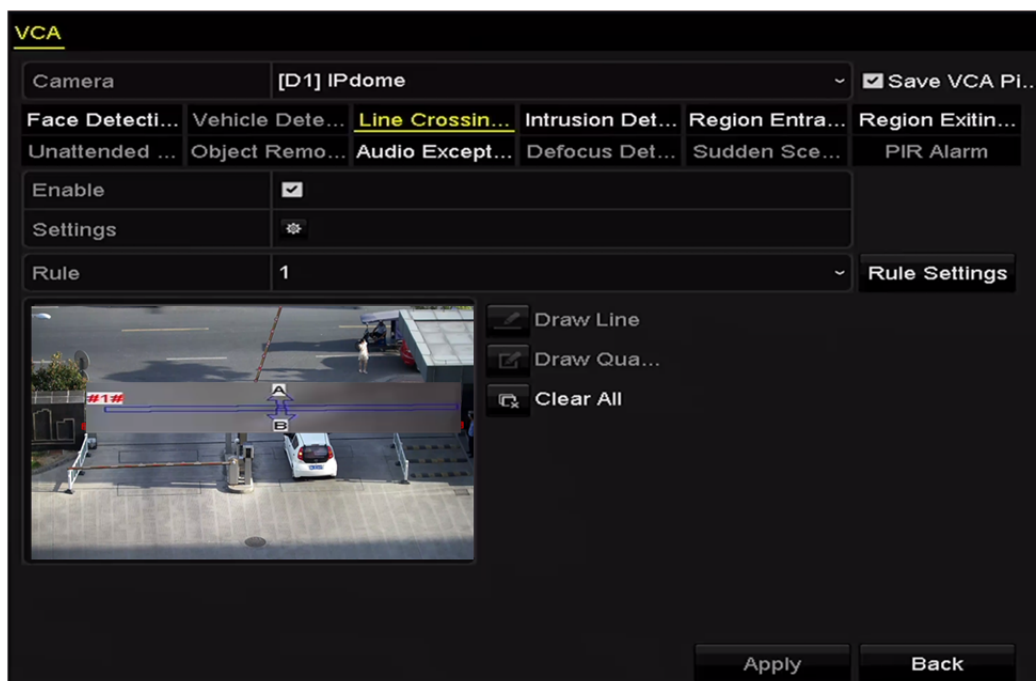 VCA
Camera [D1] IPdome Save VCA Pi...
Face Detecti... Vehicle Dete... Line Crossin... Intrusion Det... Region Entra... Region Exitin...
Unattended ... Object Remo... Audio Except... Defocus Det... Sudden Sce... PIR Alarm
Enable
Settings
Rule 1 Rule Settings
Draw Line
Draw Qua...
Clear All
A
#1#
B
Apply Back